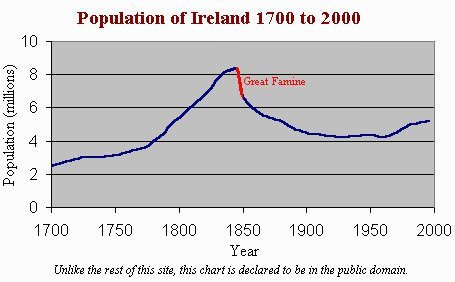 Population of Ireland 1700 to 2000
10
8
6
4
2
0
Population (millions)
Great Famine
1700 1750 1800 1850 1900 1950 2000
Year
Unlike the rest of this site, this chart is declared to be in the public domain.